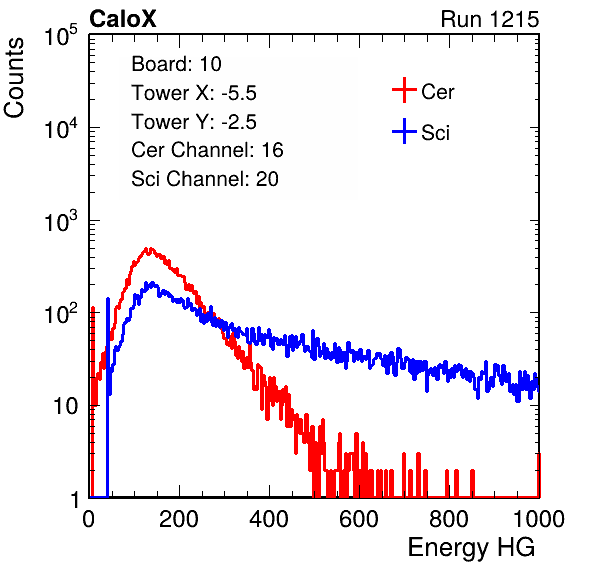 CaloX Run 1215
Counts
Board: 10
Tower X: -5.5
Tower Y: -2.5
Cer Channel: 16
Sci Channel: 20
Cer
Sci
10^5
10^4
10^3
10^2
10
1
0 200 400 600 800 1000
Energy HG